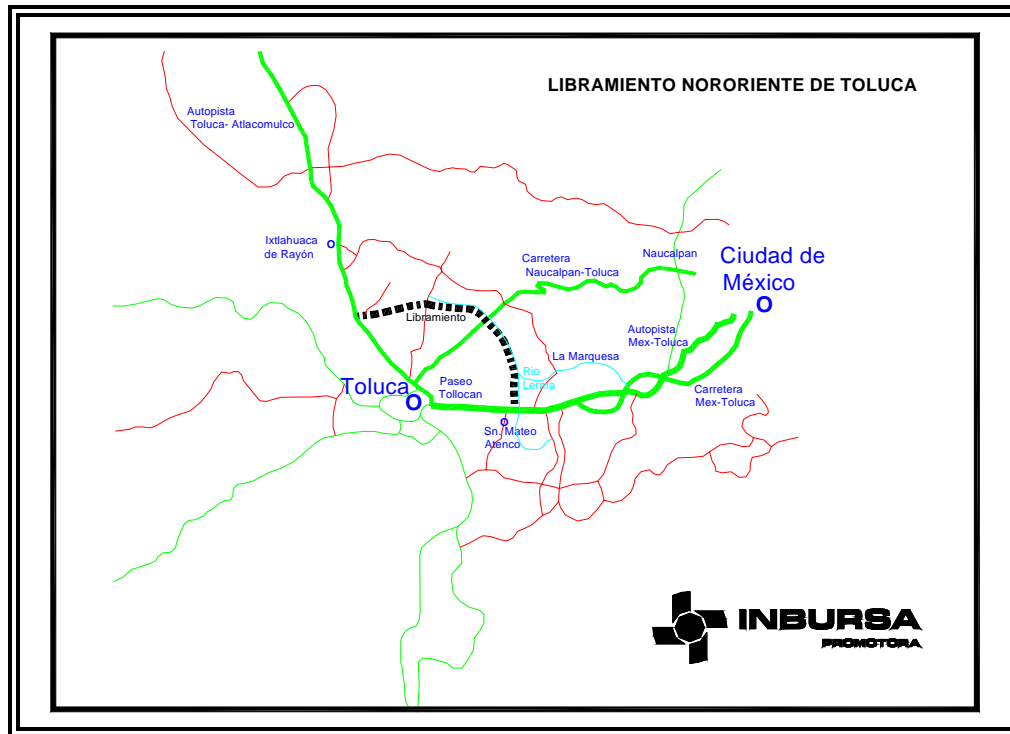 LIBRAMIENTO NORORIENTE DE TOLUCA
Autopista
Toluca- Atlacomulco
Ixtlahuaca
de Rayón
Carretera
Naucalpan-Toluca
Naucalpan
Ciudad de
México
Libramiento
Autopista
Mex-Toluca
La Marquesa
Rio
Lerma
Toluca
Paseo
Tollocan
Carretera
Mex-Toluca
Sn. Mateo
Atenco
INBURSA
PROMOTORA